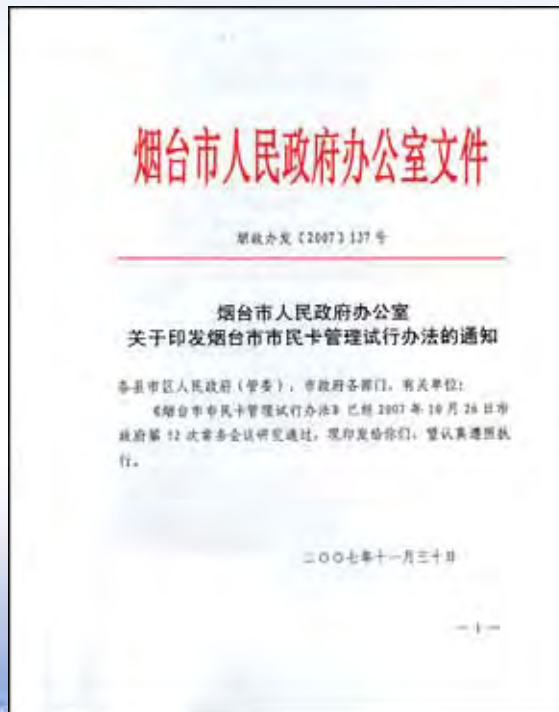 烟台市人民政府办公室文件
烟政办发〔2007〕137号
烟台市人民政府办公室
关于印发烟台市市民卡管理试行办法的通知
各县市区人民政府(管委),市政府各部门,有关单位:
《烟台市市民卡管理试行办法》已经2007年10月26日市
政府第12次常务会议研究通过,现印发给你们,望认真遵照执
行。
二〇〇七年十一月三十日
—1—